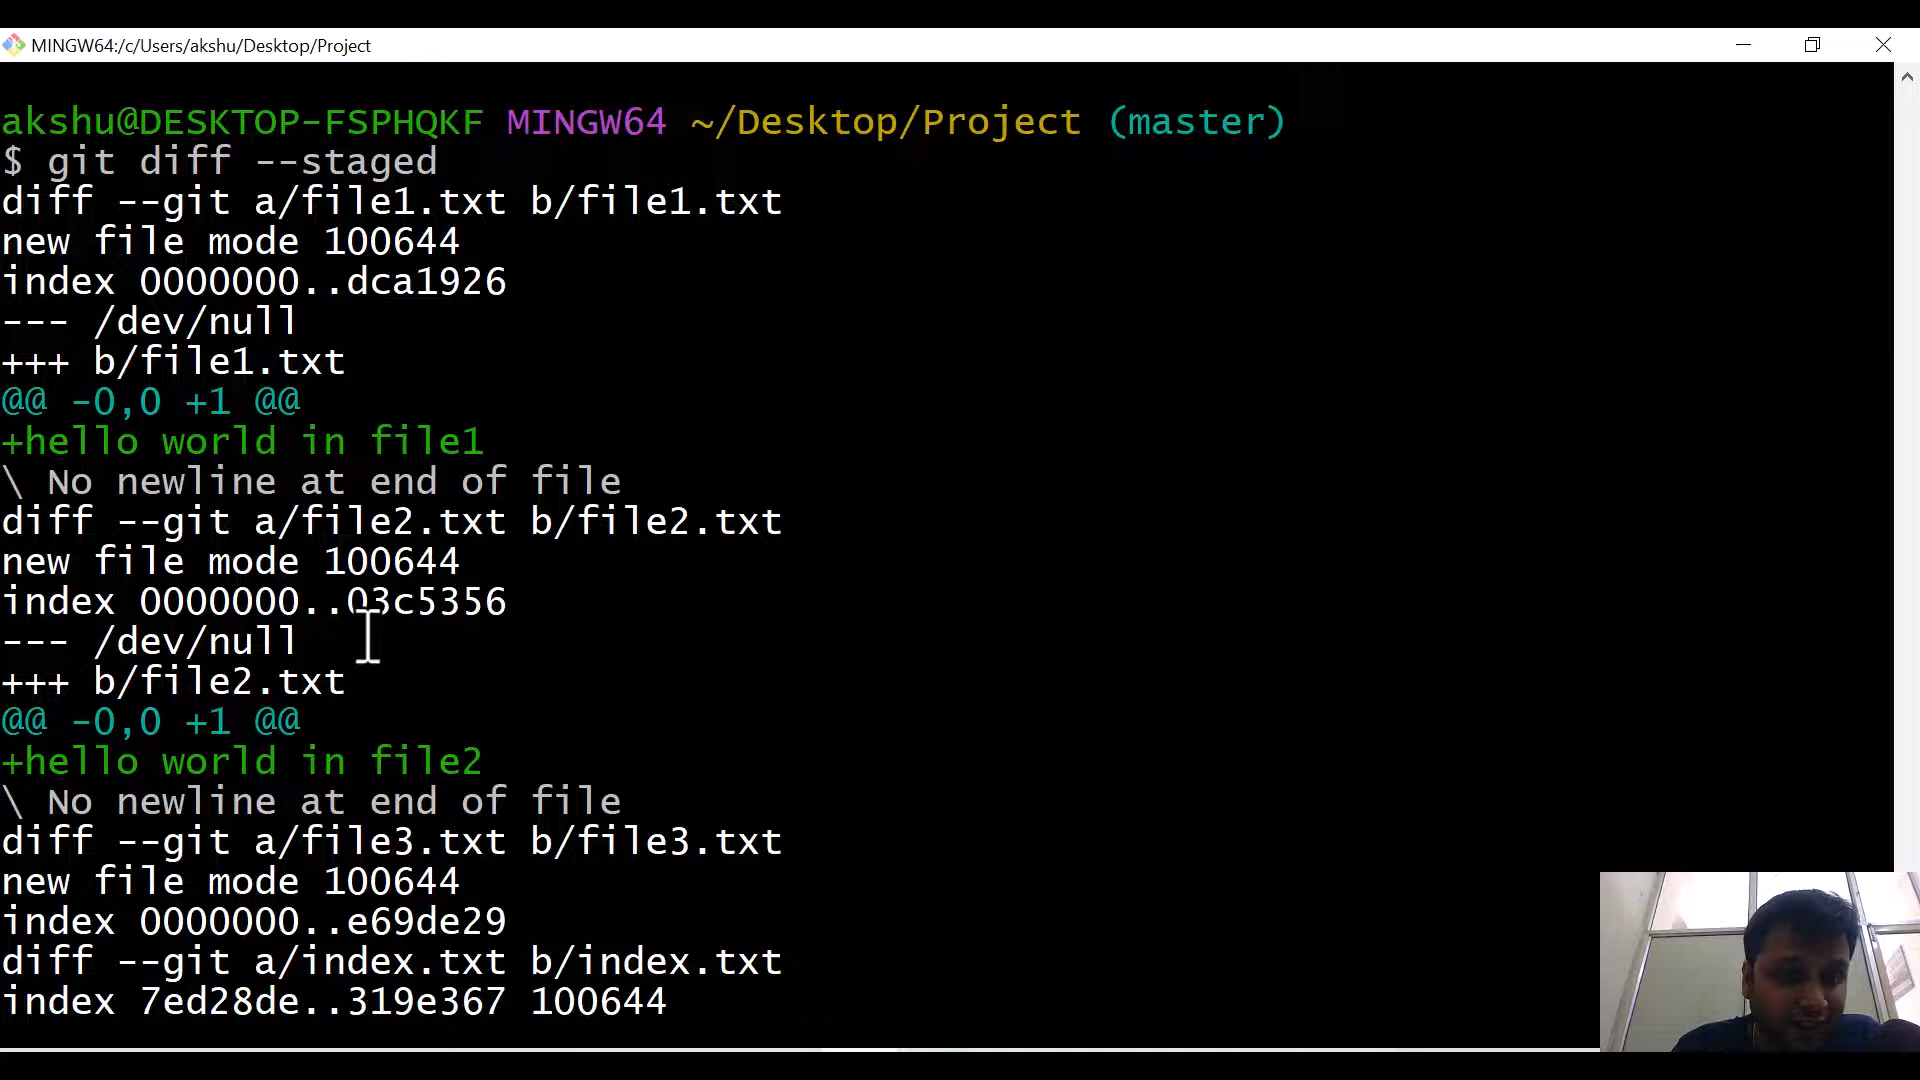 MINGW64:/c/Users/akshu/Desktop/Project
akshu@DESKTOP-FSPHQKF MINGW64 ~/Desktop/Project (master)
$ git diff --staged
diff --git a/file1.txt b/file1.txt
new file mode 100644
index 0000000..dca1926
--- /dev/null
+++ b/file1.txt
@@ -0,0 +1 @@
+hello world in file1
\ No newline at end of file
diff --git a/file2.txt b/file2.txt
new file mode 100644
index 0000000..03c5356
--- /dev/null
+++ b/file2.txt
@@ -0,0 +1 @@
+hello world in file2
\ No newline at end of file
diff --git a/file3.txt b/file3.txt
new file mode 100644
index 0000000..e69de29
diff --git a/index.txt b/index.txt
index 7ed28de..319e367 100644